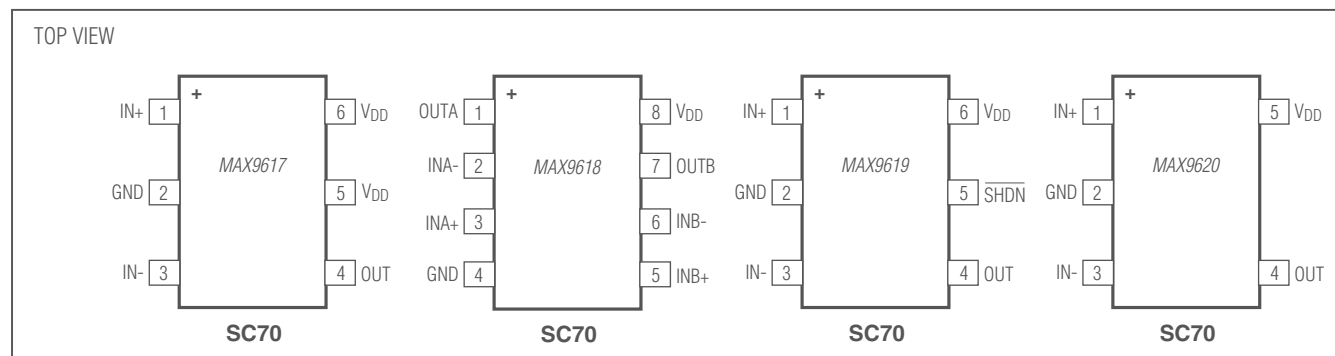 TOP VIEW
+
IN+ 1
6 VDD
MAX9617
GND 2
5 VDD
IN- 3
4 OUT
SC70
+
OUTA 1
8 VDD
INA- 2
7 OUTB
MAX9618
INA+ 3
6 INB-
GND 4
5 INB+
SC70
+
IN+ 1
6 VDD
MAX9619
GND 2
5 SHDN
IN- 3
4 OUT
SC70
+
IN+ 1
5 VDD
MAX9620
GND 2
IN- 3
4 OUT
SC70